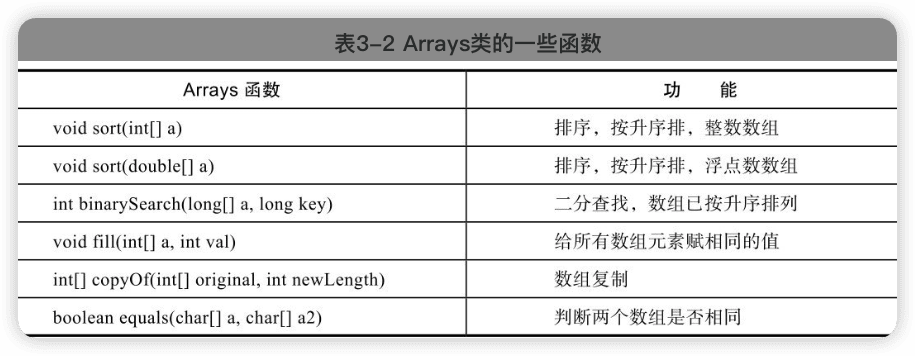 表3-2 Arrays类的一些函数
Arrays 函数 功 能
void sort(int[] a) 排序，按升序排，整数数组
void sort(double[] a) 排序，按升序排，浮点数数组
int binarySearch(long[] a, long key) 二分查找，数组已按升序排列
void fill(int[] a, int val) 给所有数组元素赋相同的值
int[] copyOf(int[] original, int newLength) 数组复制
boolean equals(char[] a, char[] a2) 判断两个数组是否相同